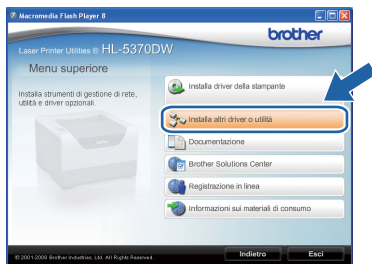 Macromedia Flash Player 8
brother
Laser Printer Utilities ® HL-5370DW
Menu superiore
Installa strumenti di gestione di rete,
utilità e driver opzionali.
Installa driver della stampante
Installa altri driver o utilità
Documentazione
Brother Solutions Center
Registrazione in linea
Informazioni sui materiali di consumo
© 2001-2008 Brother Industries, Ltd. All Rights Reserved.
Indietro
Esci